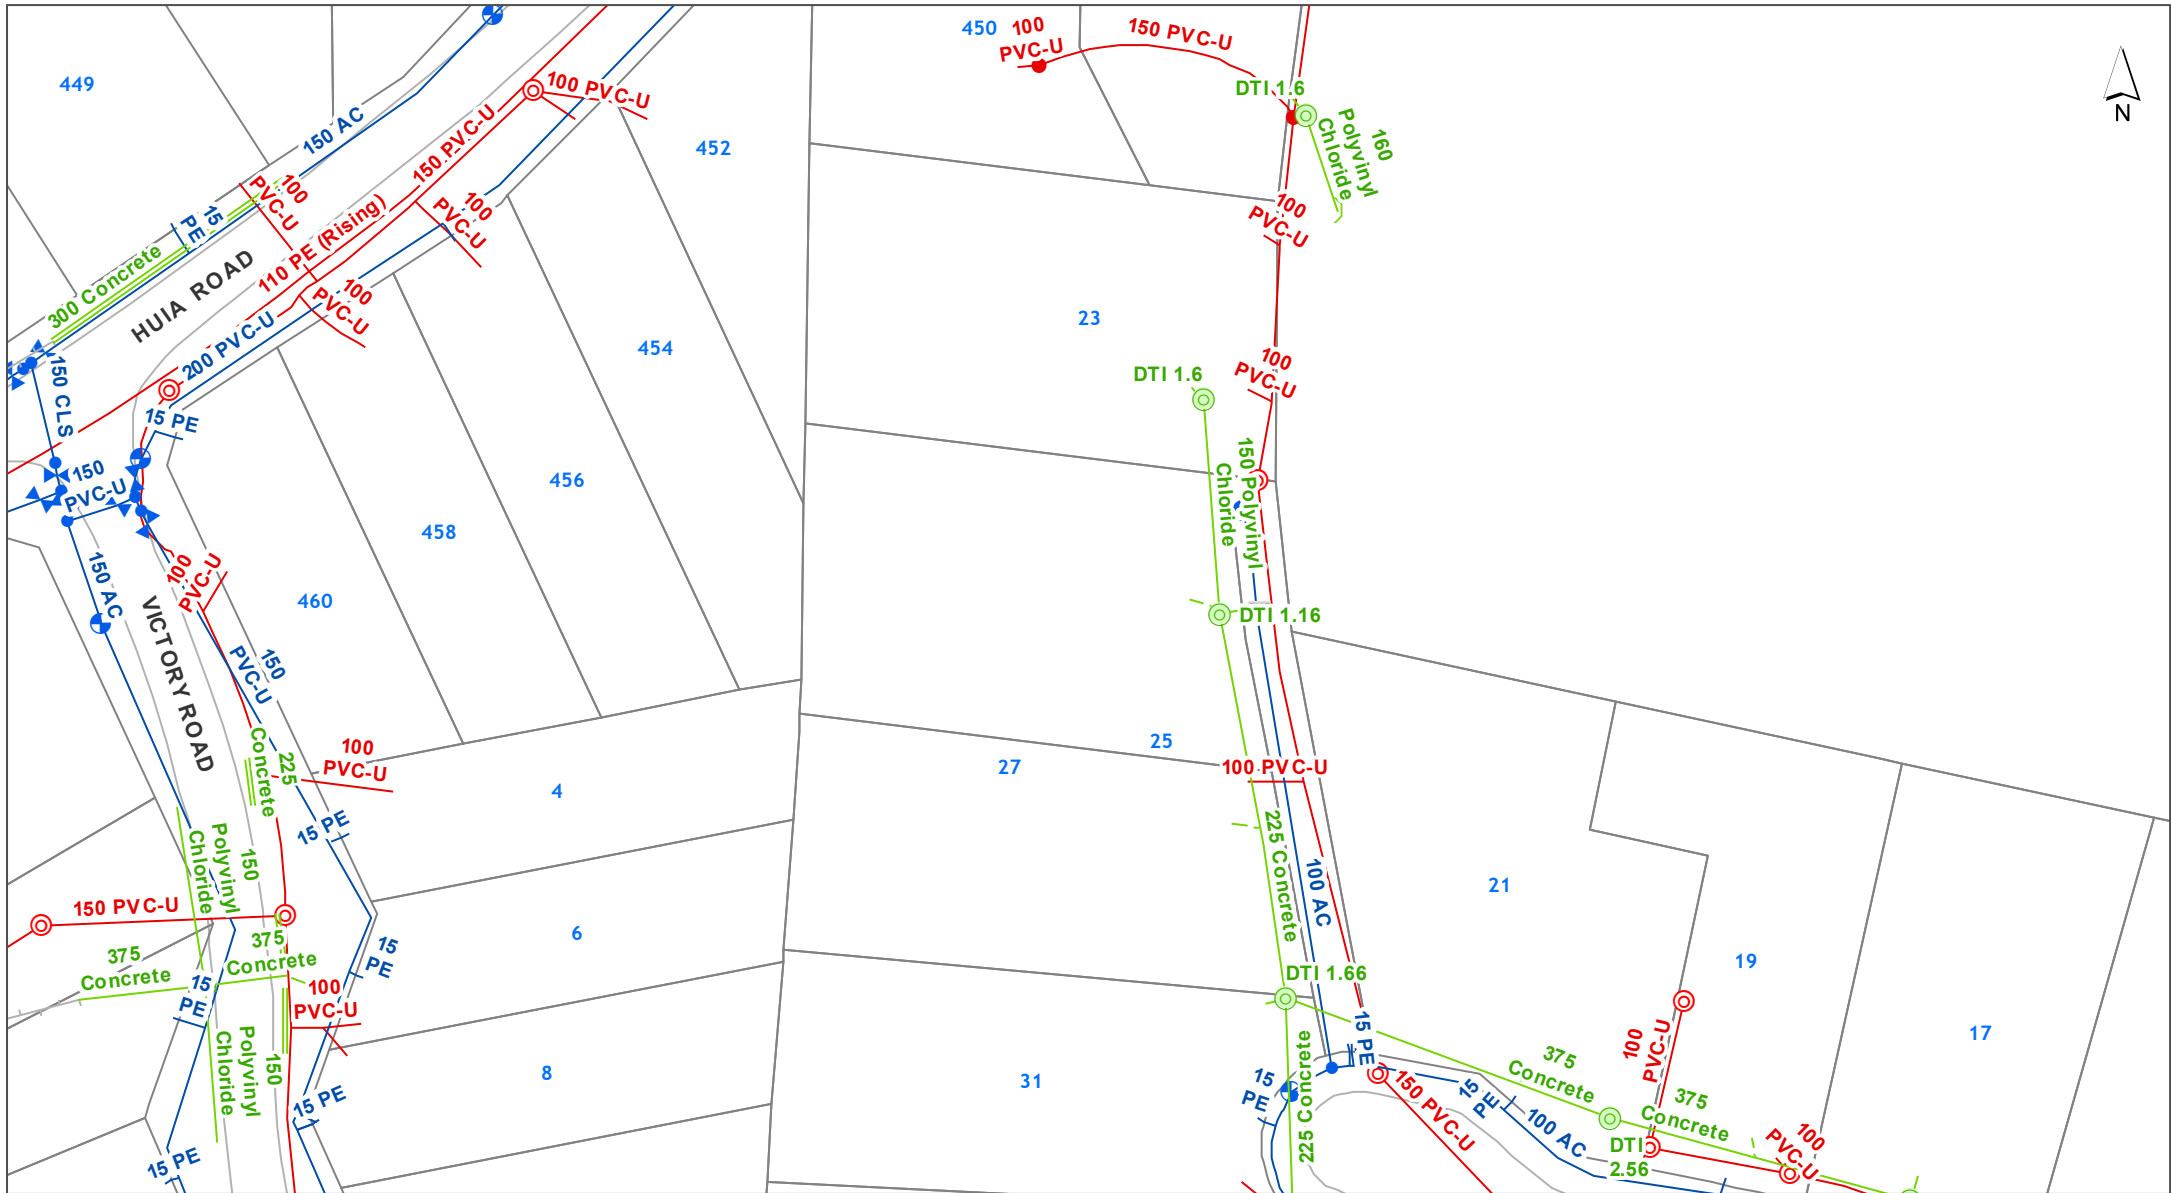 450
100
PVC-U
150 PVC-U
449
100 PVC-U
DTI 1.6
150 AC
452
150 PVC-U
Polyvinyl
Chloride
160
N
100
PVC-U
15
PE
100
PVC-U
100
PVC-U
110 PE (Rising)
300 Concrete
HUIA ROAD
100
PVC-U
23
200 PVC-U
454
150 CLS
DTI 1.6
100
PVC-U
15 PE
150
PVC-U
456
150 Polyvinyl
Chloride
458
150 AC
100
PVC-U
460
DTI 1.16
VICTORY ROAD
150
PVC-U
25
27
100 PVC-U
100
PVC-U
225
Concrete
4
15 PE
225 Concrete
100 AC
21
150
Polyvinyl
Chloride
150 PVC-U
375
Concrete
375
Concrete
6
15
PE
19
DTI 1.66
15
PE
100
PVC-U
17
150
Polyvinyl
Chloride
8
31
15 PE
15
PE
225 Concrete
15 PE
150 PVC-U
15
PE
100 AC
375
Concrete
100
PVC-U
375
Concrete
DTI
2.56
100
PVC-U
15 PE